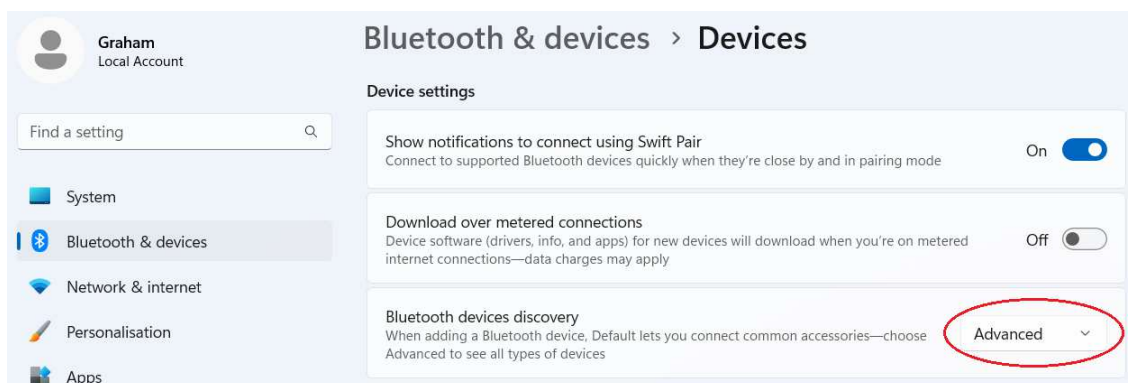 Graham
Local Account
Find a setting
System
Bluetooth & devices
Network & internet
Personalisation
Apps
Bluetooth & devices > Devices
Device settings
Show notifications to connect using Swift Pair
Connect to supported Bluetooth devices quickly when they're close by and in pairing mode
On
Download over metered connections
Device software (drivers, info, and apps) for new devices will download when you're on metered
internet connections—data charges may apply
Off
Bluetooth devices discovery
When adding a Bluetooth device, Default lets you connect common accessories—choose
Advanced to see all types of devices
Advanced